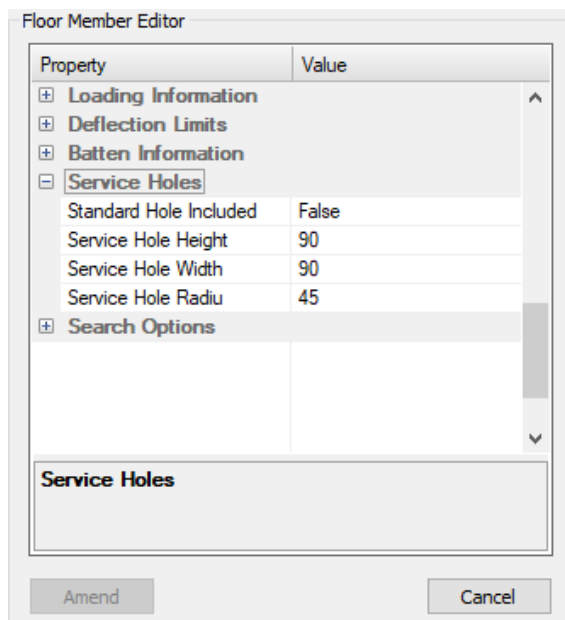 Floor Member Editor
Property Value
Loading Information
Deflection Limits
Batten Information
Service Holes
Standard Hole Included False
Service Hole Height 90
Service Hole Width 90
Service Hole Radiu 45
Search Options
Service Holes
Amend Cancel